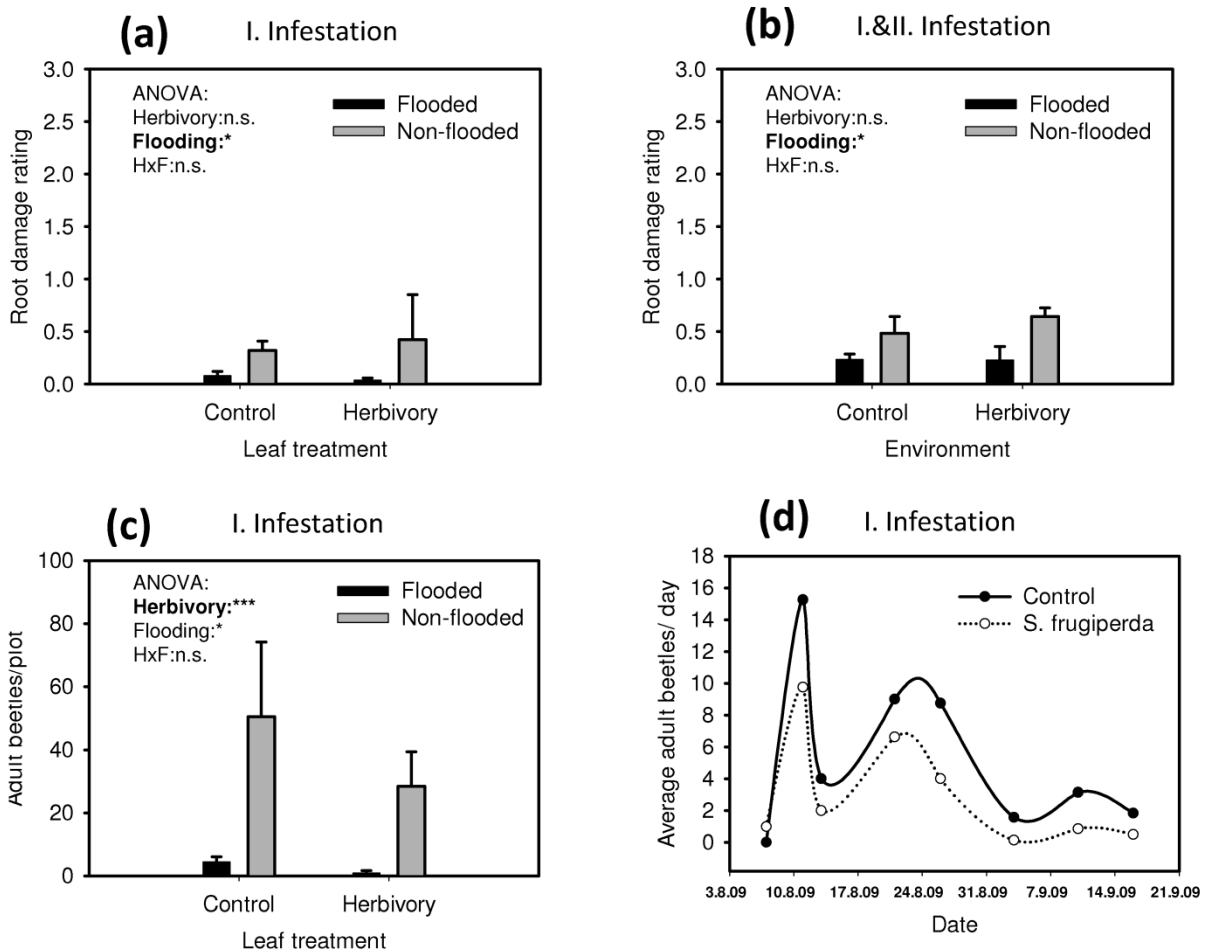 (a) I. Infestation
3.0
2.5
2.0
1.5
1.0
0.5
0.0
Root damage rating
ANOVA:
Herbivory:n.s.
Flooding:*
HxF:n.s.
Flooded
Non-flooded
Control Herbivory
Leaf treatment
(b) I.&II. Infestation
3.0
2.5
2.0
1.5
1.0
0.5
0.0
Root damage rating
ANOVA:
Herbivory:n.s.
Flooding:*
HxF:n.s.
Flooded
Non-flooded
Control Herbivory
Environment
(c) I. Infestation
100
80
60
40
20
0
Adult beetles/plot
ANOVA:
Herbivory:***
Flooding:*
HxF:n.s.
Flooded
Non-flooded
Control Herbivory
Leaf treatment
(d) I. Infestation
18
16
14
12
10
8
6
4
2
0
Average adult beetles/ day
Control
S. frugiperda
3.8.09 10.8.09 17.8.09 24.8.09 31.8.09 7.9.09 14.9.09 21.9.09
Date